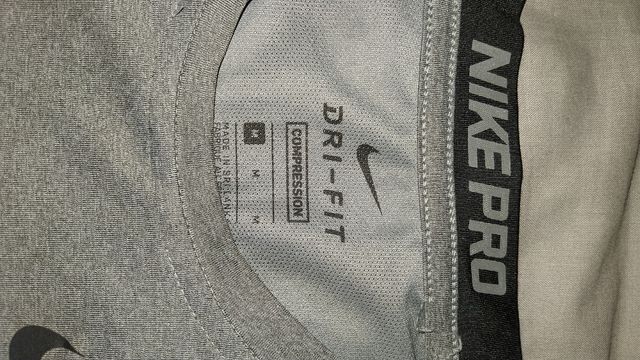 NIKE PRO
DRI-FIT
COMPRESSION
M M M
MADE IN SRI LANKA